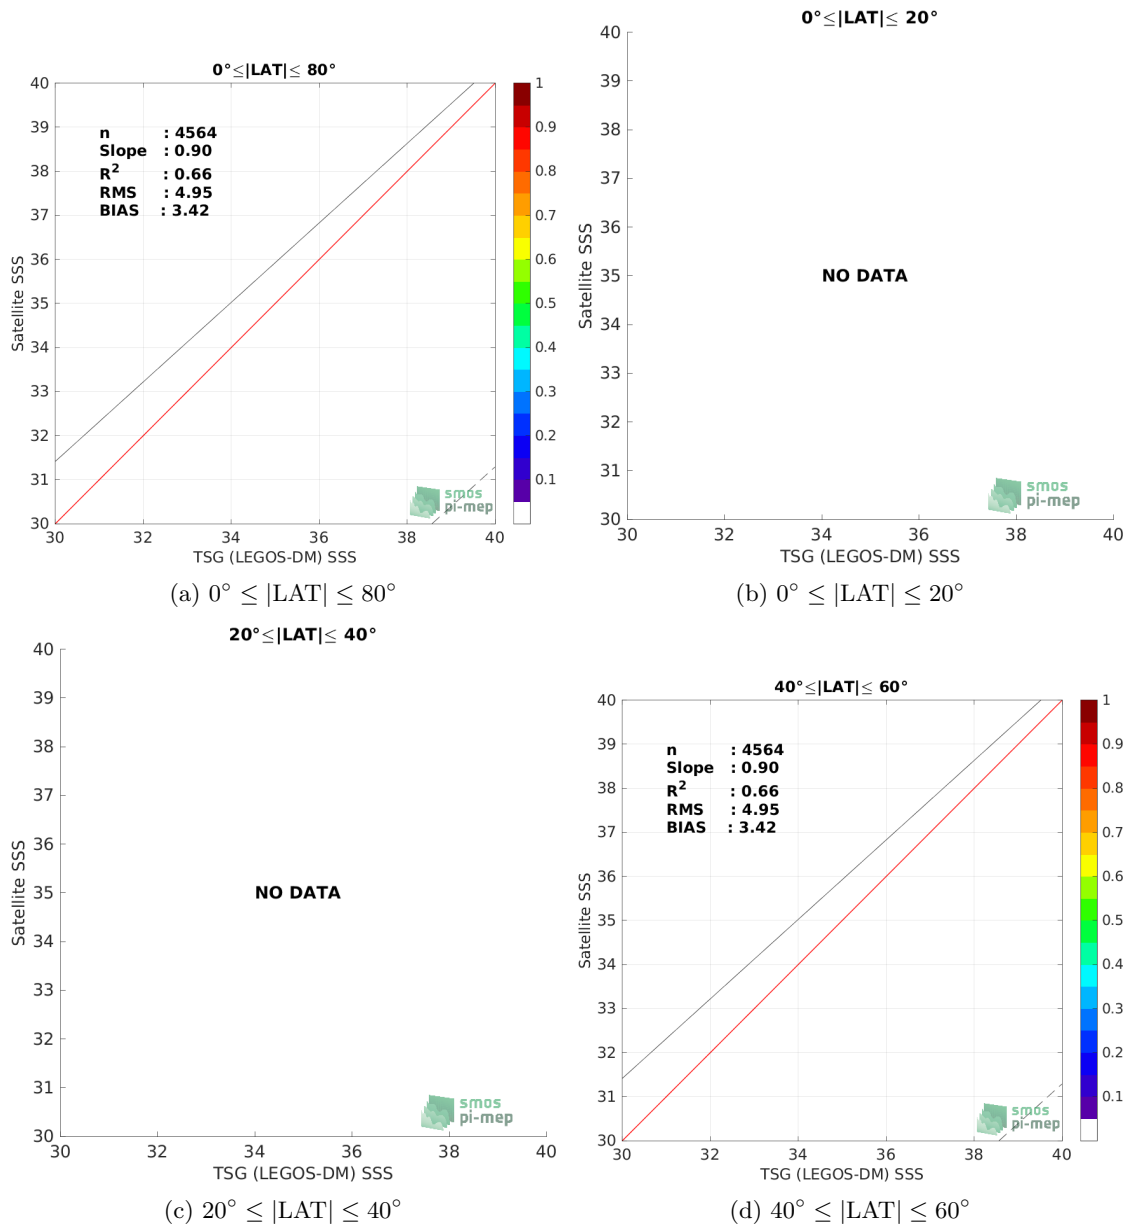 0°≤|LAT|≤ 80°
40
39
38
37
36
35
34
33
32
31
30
Satellite SSS
n : 4564
Slope : 0.90
R² : 0.66
RMS : 4.95
BIAS : 3.42
1
0.9
0.8
0.7
0.6
0.5
0.4
0.3
0.2
0.1
smos
pi-mep
30 32 34 36 38 40
TSG (LEGOS-DM) SSS
(a) 0° ≤ |LAT| ≤ 80°
0°≤|LAT|≤ 20°
40
39
38
37
36
35
34
33
32
31
30
Satellite SSS
NO DATA
smos
pi-mep
30 32 34 36 38 40
TSG (LEGOS-DM) SSS
(b) 0° ≤ |LAT| ≤ 20°
20°≤|LAT|≤ 40°
40
39
38
37
36
35
34
33
32
31
30
Satellite SSS
NO DATA
smos
pi-mep
30 32 34 36 38 40
TSG (LEGOS-DM) SSS
(c) 20° ≤ |LAT| ≤ 40°
40°≤|LAT|≤ 60°
40
39
38
37
36
35
34
33
32
31
30
Satellite SSS
n : 4564
Slope : 0.90
R² : 0.66
RMS : 4.95
BIAS : 3.42
1
0.9
0.8
0.7
0.6
0.5
0.4
0.3
0.2
0.1
smos
pi-mep
30 32 34 36 38 40
TSG (LEGOS-DM) SSS
(d) 40° ≤ |LAT| ≤ 60°